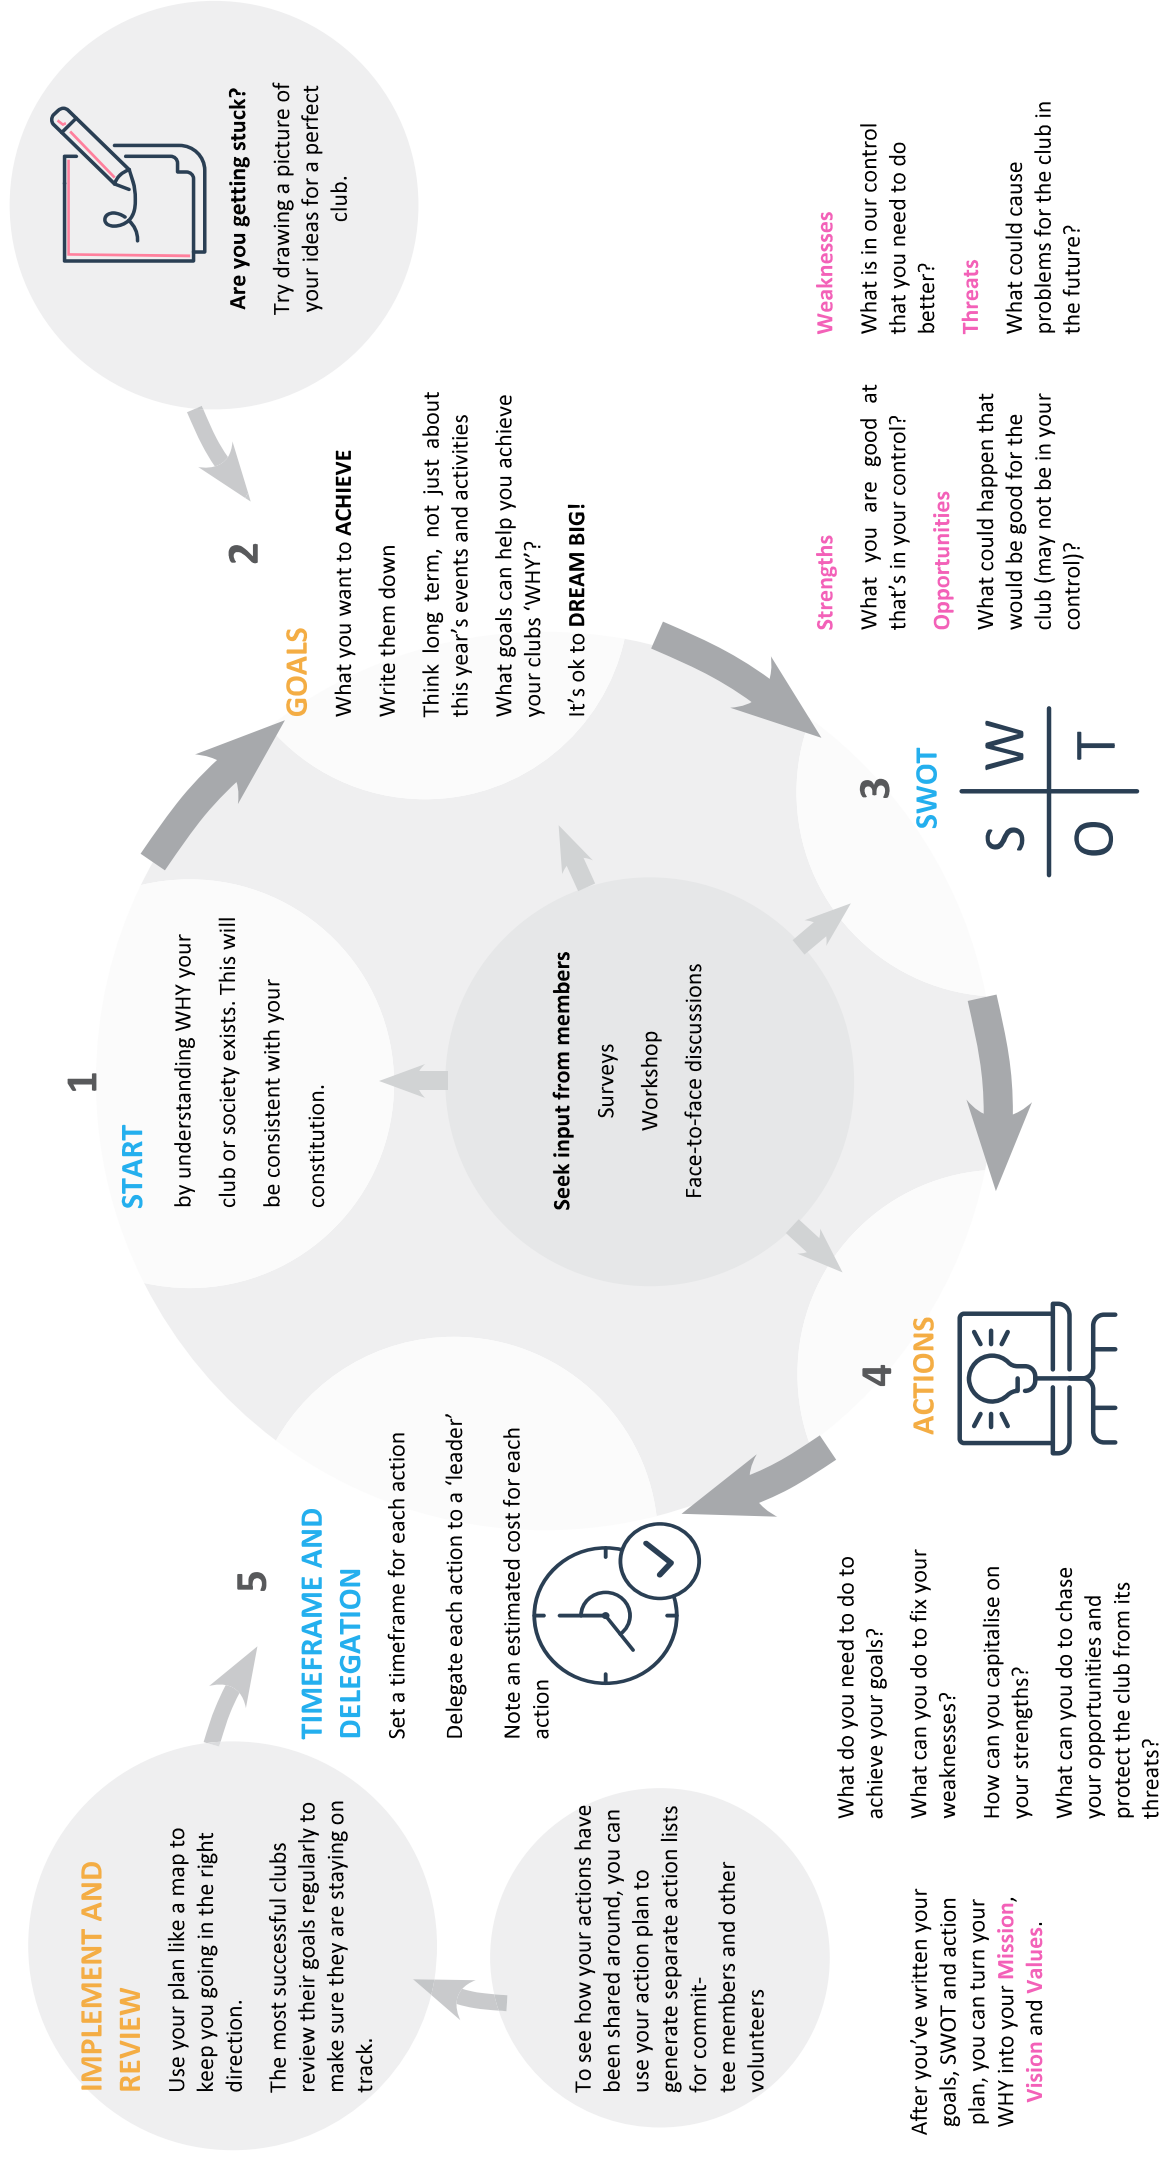 1
START
by understanding WHY your
club or society exists. This will
be consistent with your
constitution.
2
GOALS
What you want to ACHIEVE
Write them down
Think long term, not just about
this year's events and activities
What goals can help you achieve
your clubs ‘WHY’?
It's ok to DREAM BIG!
Are you getting stuck?
Try drawing a picture of
your ideas for a perfect
club.
Seek input from members
Surveys
Workshop
Face-to-face discussions
3
SWOT
S W
O T
Strengths
What you are good at
that's in your control?
Opportunities
What could happen that
would be good for the
club (may not be in your
control)?
Weaknesses
What is in our control
that you need to do
better?
Threats
What could cause
problems for the club in
the future?
4
ACTIONS
What do you need to do to
achieve your goals?
What can you do to fix your
weaknesses?
How can you capitalise on
your strengths?
What can you do to chase
your opportunities and
protect the club from its
threats?
5
TIMEFRAME AND
DELEGATION
Set a timeframe for each action
Delegate each action to a ‘leader’
Note an estimated cost for each
action
IMPLEMENT AND
REVIEW
Use your plan like a map to
keep you going in the right
direction.
The most successful clubs
review their goals regularly to
make sure they are staying on
track.
To see how your actions have
been shared around, you can
use your action plan to
generate separate action lists
for commit-
tee members and other
volunteers
After you've written your
goals, SWOT and action
plan, you can turn your
WHY into your Mission,
Vision and Values.